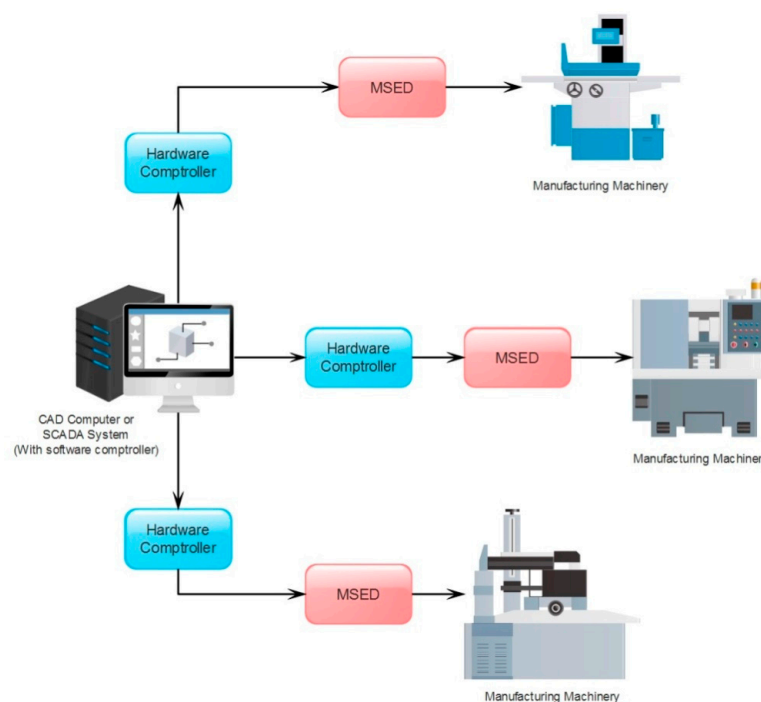 MSED
Hardware
Comptroller
Manufacturing Machinery
Hardware
Comptroller
MSED
CAD Computer or
SCADA System
(With software comptroller)
Manufacturing Machiner
Hardware
Comptroller
MSED
Manufacturing Machinery